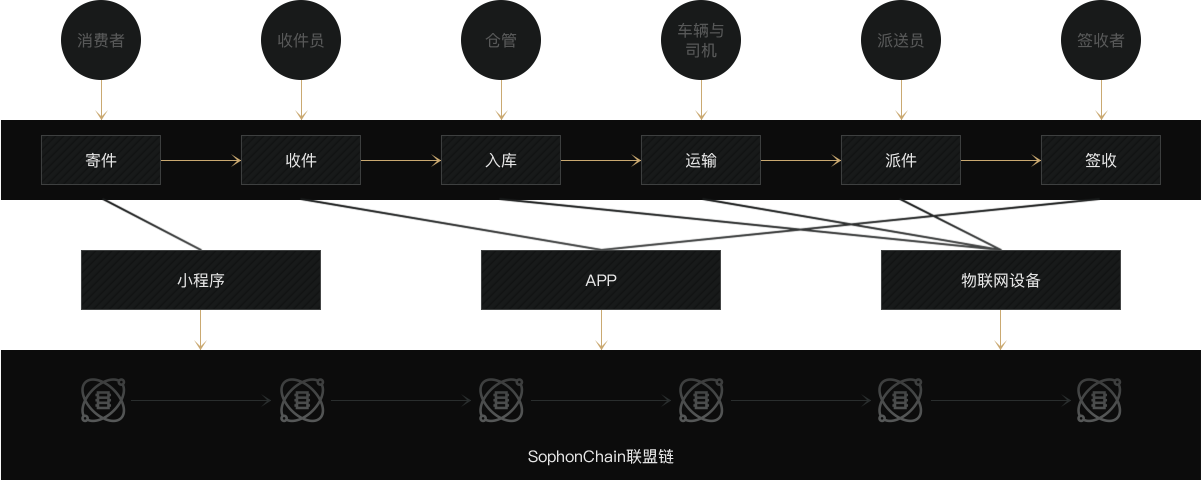 消费者
收件员
仓管
车辆与
司机
派送员
签收者
寄件
收件
入库
运输
派件
签收
小程序
APP
物联网设备
SophonChain联盟链